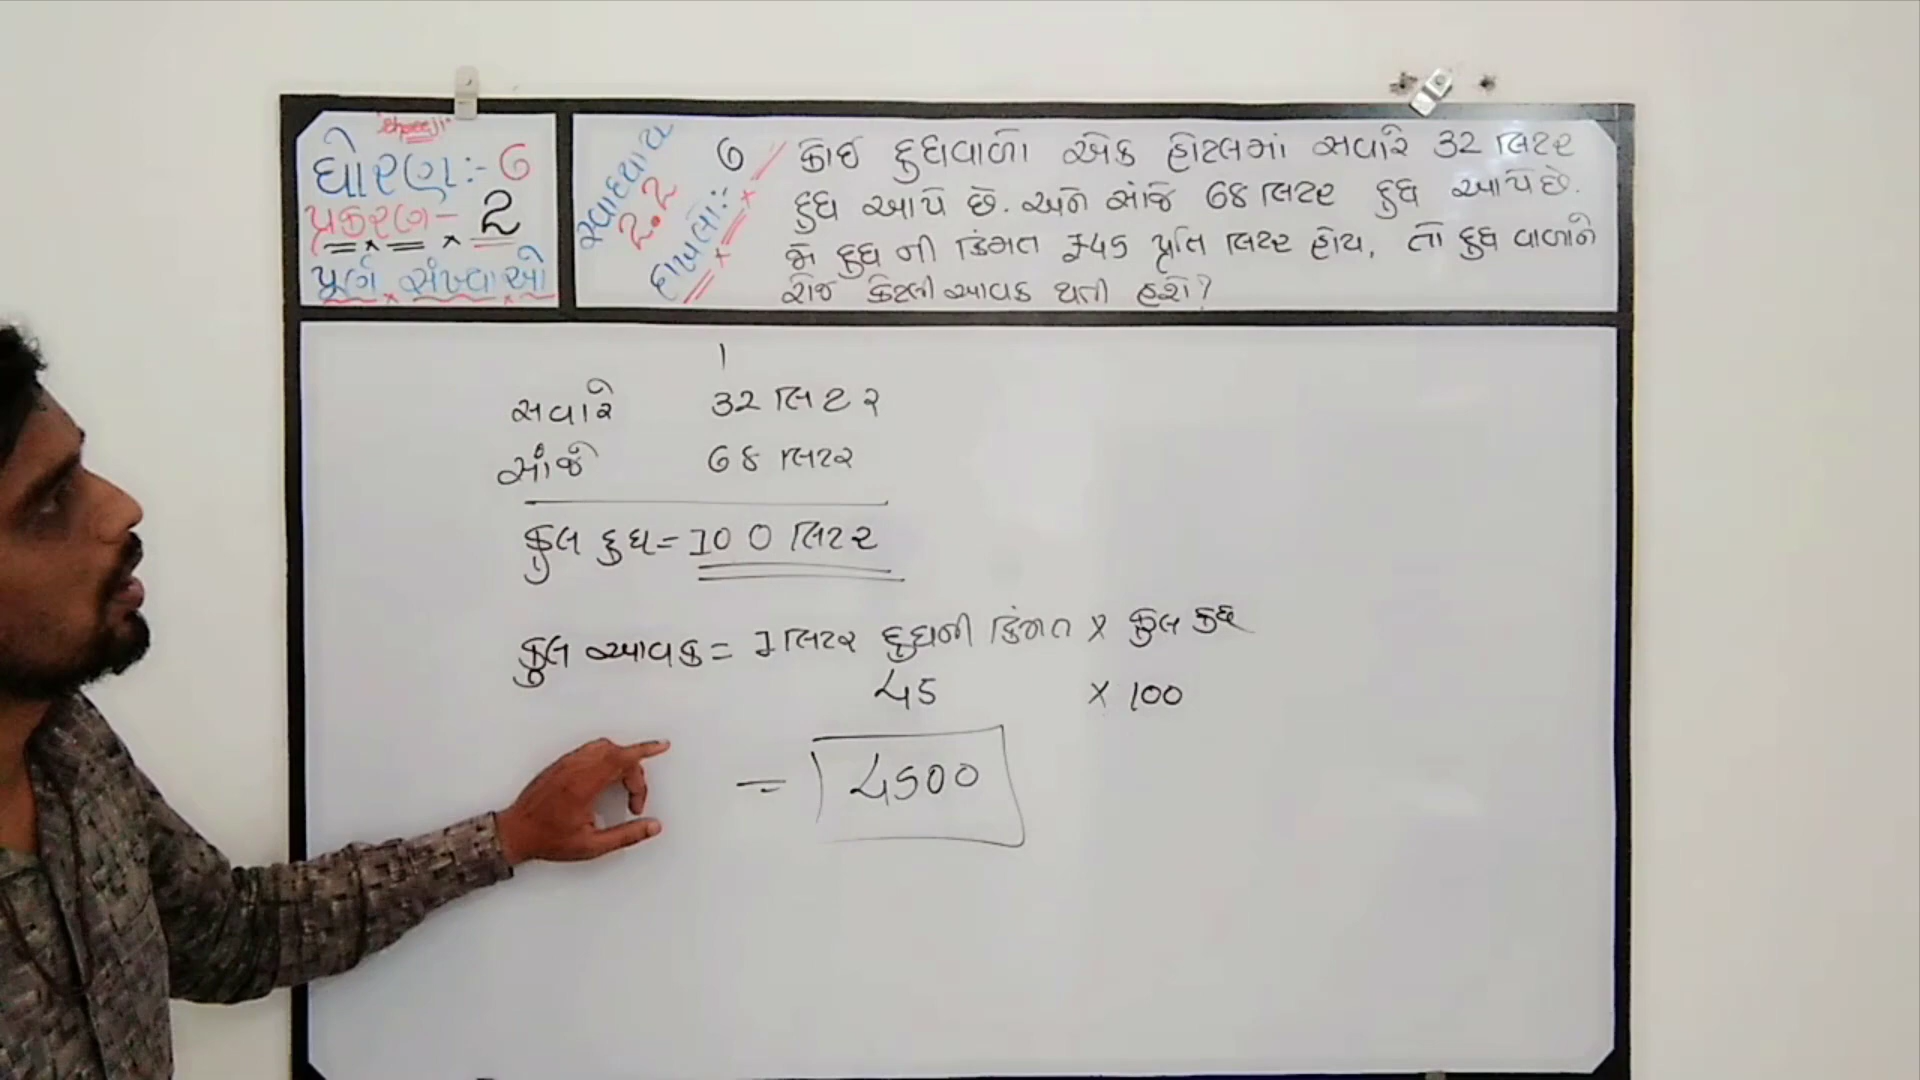 Shreeji
ધોરણ:- 6
પ્રકરણ - 2
પૂર્ણ સંખ્યાઓ
સ્વાધ્યાય
2.2
દાખલો:-
6 કોઈ દુધવાળો એક હોટલમાં સવારે 32 લિટર
દુધ આપે છે. અને સાંજે 68 લિટર દુધ આપે છે.
જો દુધ ની કિંમત ₹45 પ્રતિ લિટર હોય, તો દુધ વાળાને
રોજ કેટલી આવક થતી હશે?
1
સવારે 32 લિટર
સાંજે 68 લિટર
કુલ દુધ = 100 લિટર
કુલ આવક = 1 લિટર દુધની કિંમત × કુલ દુધ
45 × 100
= 4500